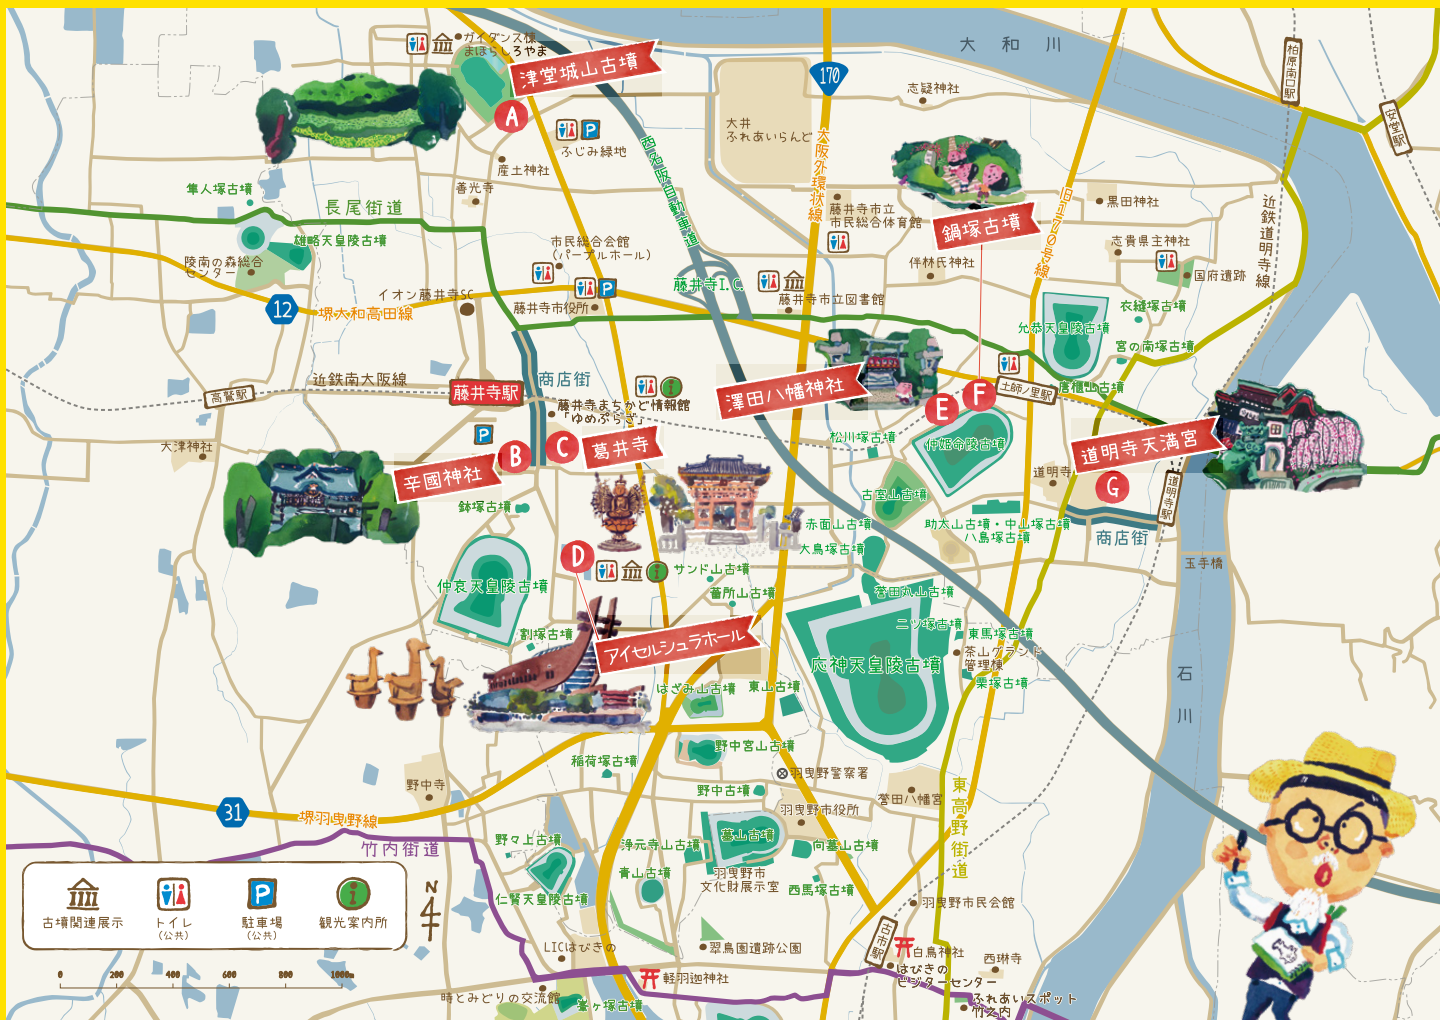 ガイダンス棟
まほらしろやま
津堂城山古墳
A
大和川
170
柏原南口駅
安堂駅
志疑神社
大井
ふれあいらんど
ふじみ緑地
産土神社
善光寺
西名阪自動車道
大阪外環状線
旧170号線
隼人塚古墳
長尾街道
雄略天皇陵古墳
陵南の森総合
センター
市民総合会館
(パープルホール)
藤井寺市立
市民総合体育館
鍋塚古墳
黒田神社
近鉄道明寺線
志貴県主神社
伴林氏神社
国府遺跡
衣縫塚古墳
允恭天皇陵古墳
宮の南塚古墳
唐櫃山古墳
12
堺大和高田線
イオン藤井寺SC
藤井寺市役所
藤井寺I.C.
藤井寺市立図書館
近鉄南大阪線
高鷲駅
藤井寺駅
商店街
藤井寺まちかど情報館
「ゆめぷらざ」
澤田八幡神社
E
F
土師ノ里駅
道明寺天満宮
G
道明寺
道明寺駅
商店街
玉手橋
大津神社
辛國神社
B
C
葛井寺
鉢塚古墳
松川塚古墳
仲姫命陵古墳
古室山古墳
赤面山古墳
大鳥塚古墳
助太山古墳・中山塚古墳
八島塚古墳
D
サンド山古墳
蕃所山古墳
仲哀天皇陵古墳
割塚古墳
アイセルシュラホール
誉田丸山古墳
二ツ塚古墳
東馬塚古墳
茶山グランド
管理棟
栗塚古墳
応神天皇陵古墳
はざみ山古墳
東山古墳
石川
野中宮山古墳
稲荷塚古墳
羽曳野警察署
野中古墳
野中寺
羽曳野市役所
誉田八幡宮
東高野街道
31
堺羽曳野線
竹内街道
野々上古墳
浄元寺山古墳
墓山古墳
向墓山古墳
青山古墳
羽曳野市
文化財展示室
西馬塚古墳
仁賢天皇陵古墳
羽曳野市民会館
LICはびきの
翠鳥園遺跡公園
古市駅
白鳥神社
西琳寺
はびきの
ビジターセンター
軽羽迦神社
時とみどりの交流館
峯ヶ塚古墳
ふれあいスポット
竹之内
古墳関連展示
トイレ
(公共)
P
駐車場
(公共)
i
観光案内所
N
0 200 400 600 800 1000m